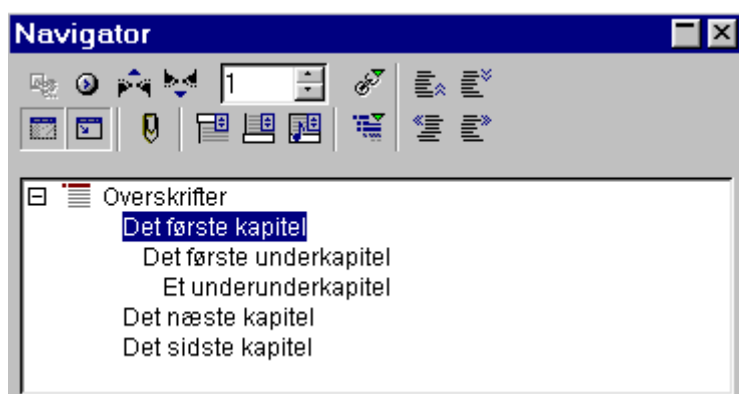 Navigator
1
Overskrifter
Det første kapitel
Det første underkapitel
Et underunderkapitel
Det næste kapitel
Det sidste kapitel